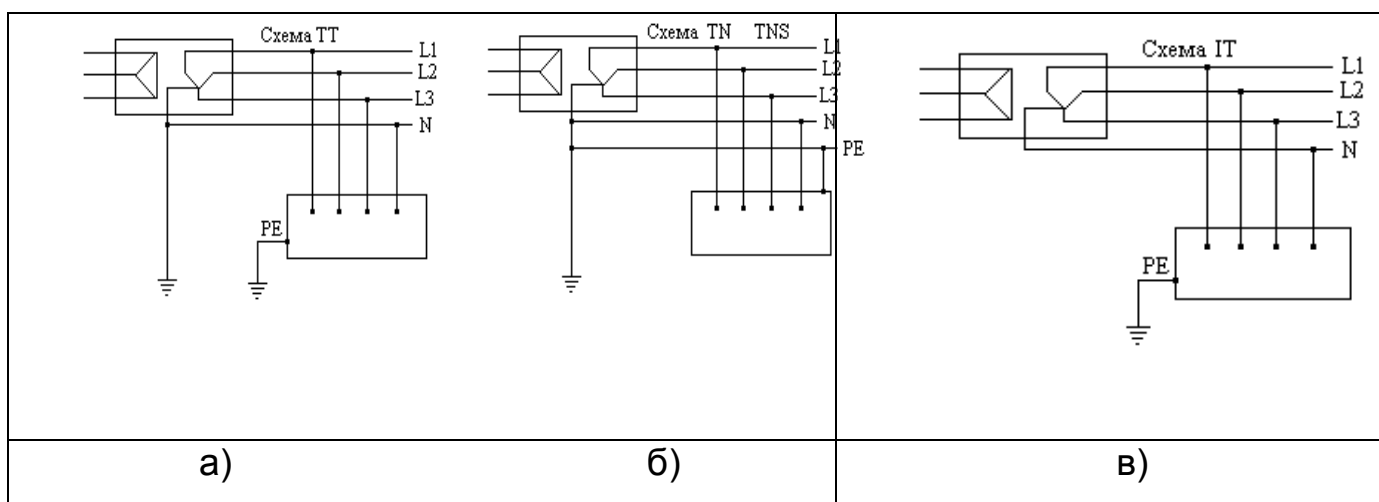 Схема TT
L1
L2
L3
N
PE
Схема TN TNS
L1
L2
L3
N
PE
Схема IT
L1
L2
L3
N
PE
а)
б)
в)